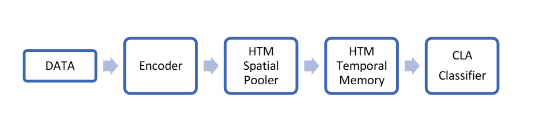 DATA
Encoder
HTM
Spatial
Pooler
HTM
Temporal
Memory
CLA
Classifier